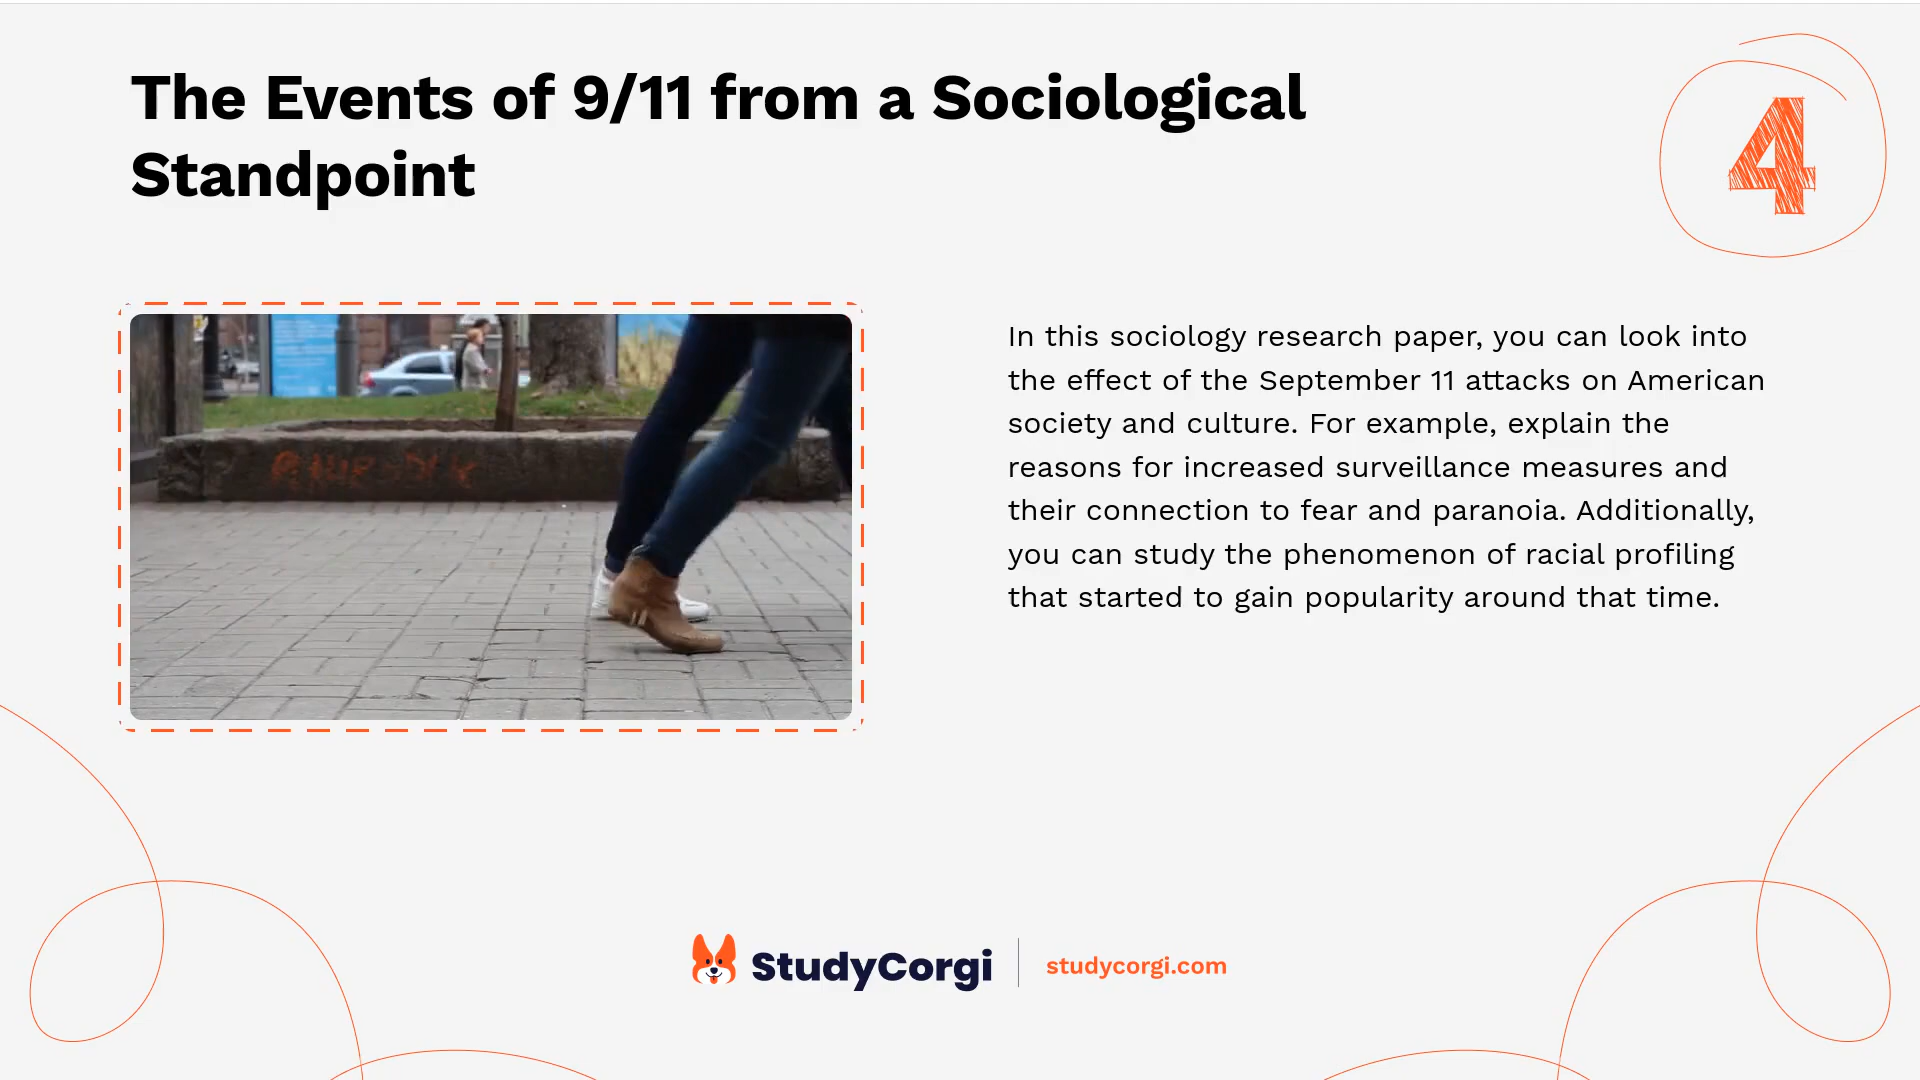 The Events of 9/11 from a Sociological
Standpoint
4
In this sociology research paper, you can look into
the effect of the September 11 attacks on American
society and culture. For example, explain the
reasons for increased surveillance measures and
their connection to fear and paranoia. Additionally,
you can study the phenomenon of racial profiling
that started to gain popularity around that time.
StudyCorgi
studycorgi.com